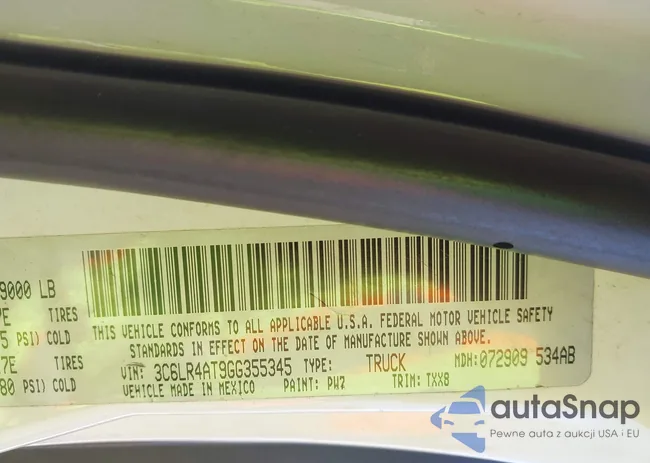 9000 LB
7E TIRES
5 PSI) COLD
17E TIRES
80 PSI) COLD
THIS VEHICLE CONFORMS TO ALL APPLICABLE U.S.A. FEDERAL MOTOR VEHICLE SAFETY
STANDARDS IN EFFECT ON THE DATE OF MANUFACTURE SHOWN ABOVE.
VIN: 3C6LR4AT9GG355345 TYPE: TRUCK MDH: 072909 534AB
VEHICLE MADE IN MEXICO PAINT: PW7 TRIM: TXX8
autaSnap
Pewne auta z aukcji USA i EU